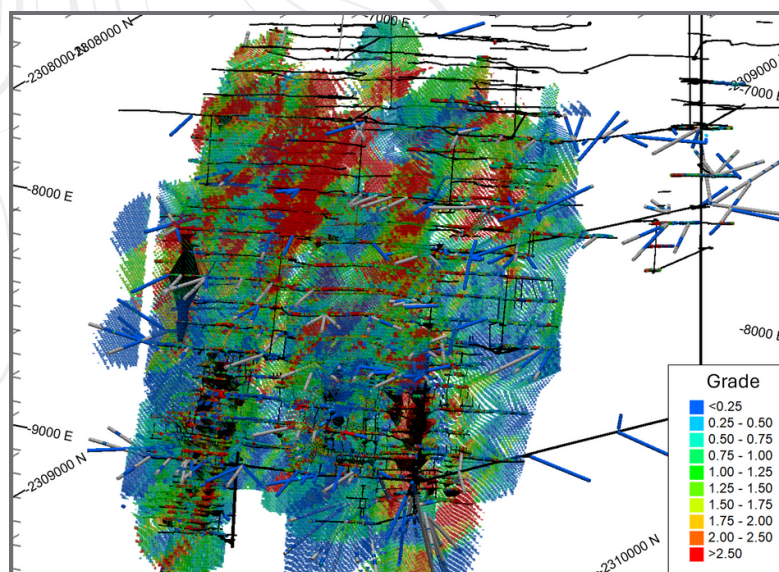 -7000 E
-2308000 N
-2308000 N
-2309000 N
-7000 E
-8000 E
-8000 E
-9000 E
-2309000 N
-2310000 N
Grade
<0.25
0.25 - 0.50
0.50 - 0.75
0.75 - 1.00
1.00 - 1.25
1.25 - 1.50
1.50 - 1.75
1.75 - 2.00
2.00 - 2.50
>2.50